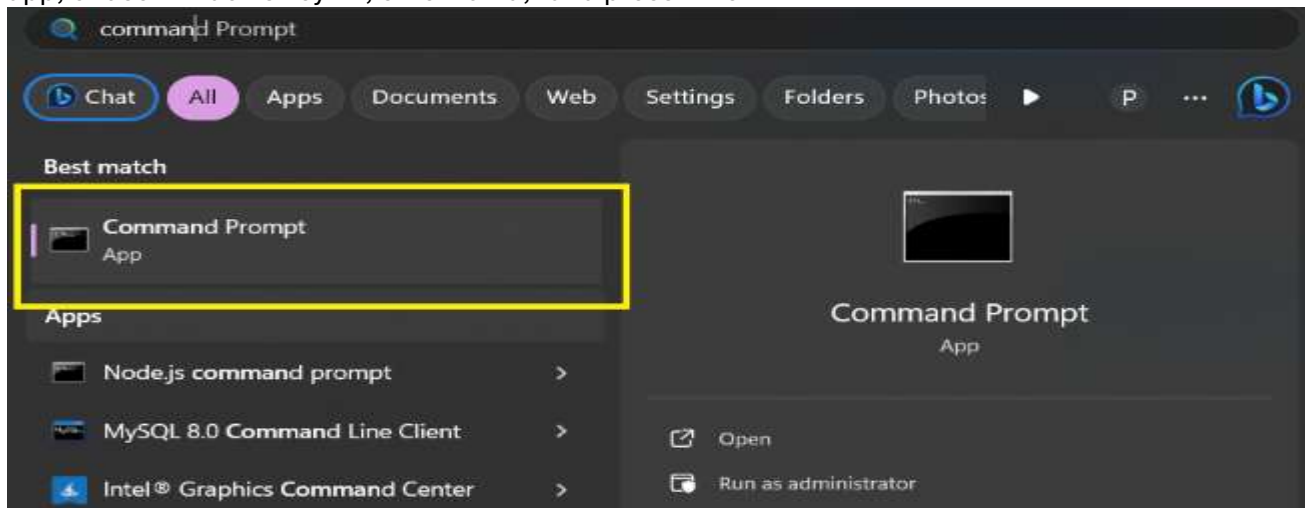 command Prompt
Chat All Apps Documents Web Settings Folders Photos P ...
Best match
Command Prompt
App
Apps
Node.js command prompt
MySQL 8.0 Command Line Client
Intel® Graphics Command Center
Command Prompt
App
Open
Run as administrator